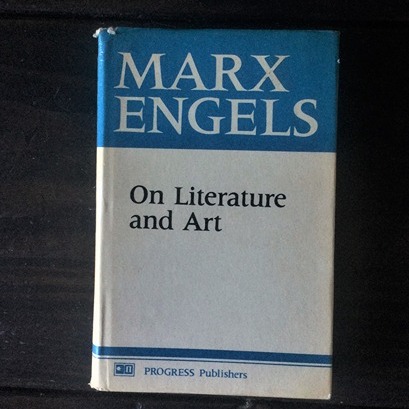 MARX
ENGELS
On Literature
and Art
PROGRESS Publishers